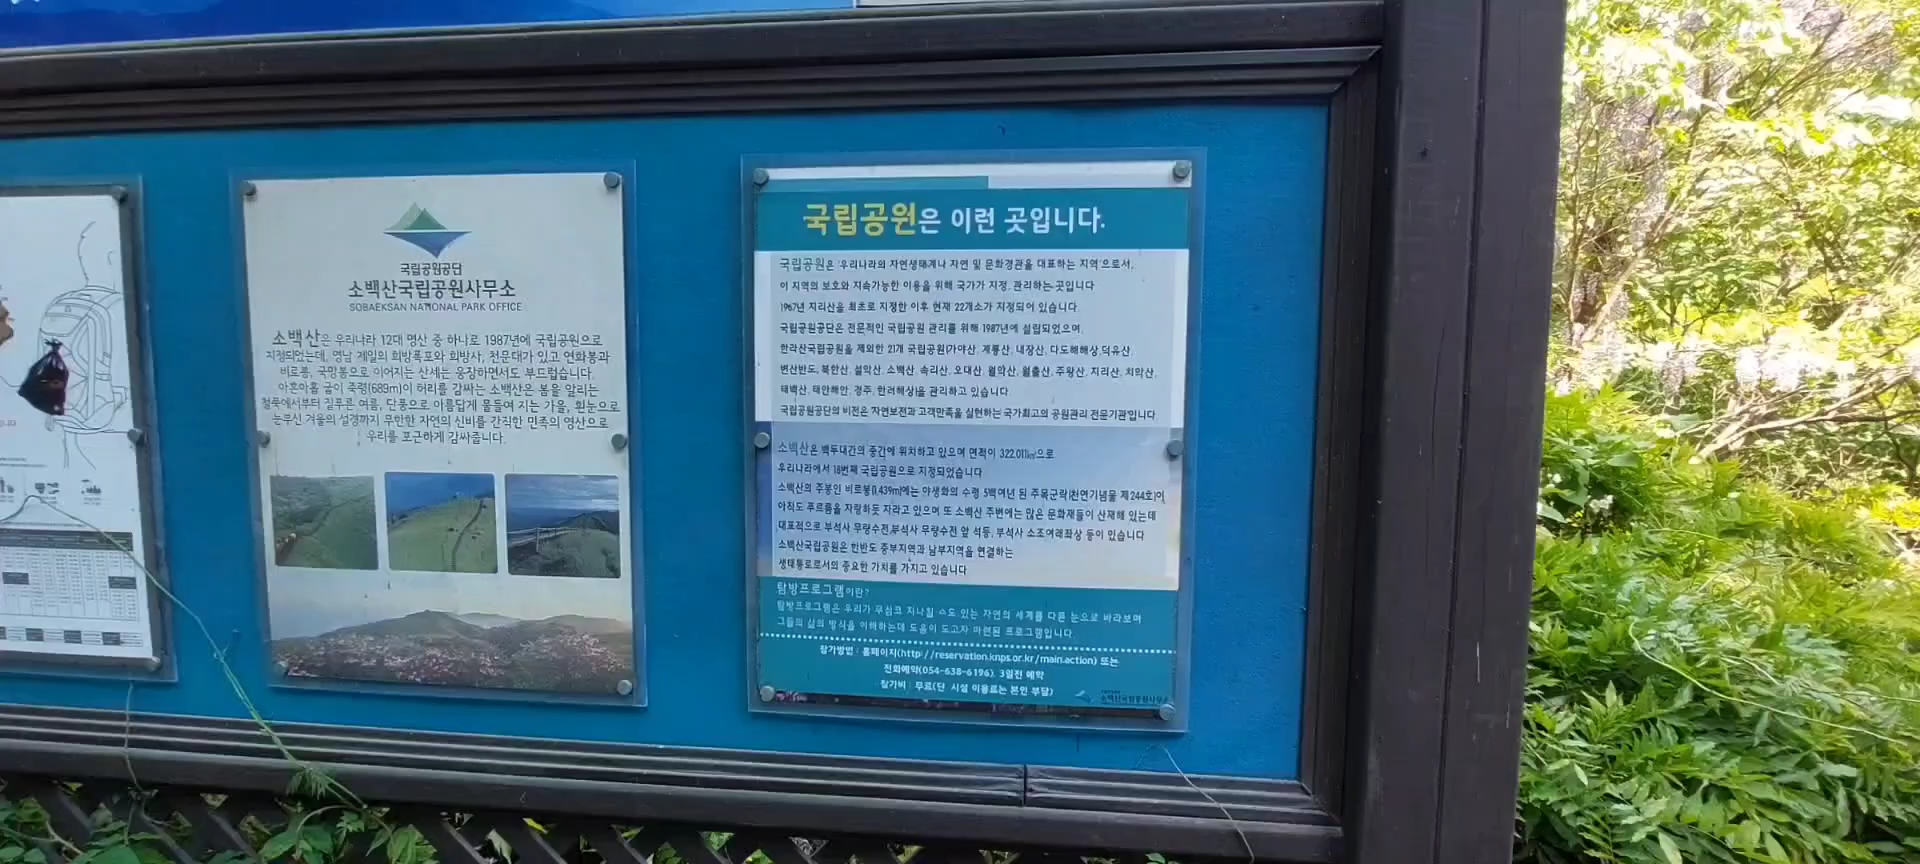 국립공원공단
소백산국립공원사무소
SOBAEKSAN NATIONAL PARK OFFICE
소백산은 우리나라 12대 명산 중 하나로 1987년에 국립공원으로
지정되었는데, 영남 제일의 희방폭포와 희방사, 천문대가 있고 연화봉과
비로봉, 국망봉으로 이어지는 산세는 웅장하면서도 부드럽습니다.
아흔아홉 굽이 죽령(689m)이 허리를 감싸는 소백산은 봄을 알리는
철쭉에서부터 짙푸른 여름, 단풍으로 아름답게 물들여 지는 가을, 흰눈으로
눈부신 겨울의 설경까지 무한한 자연의 신비를 간직한 민족의 영산으로
우리를 포근하게 감싸줍니다.
국립공원은 이런 곳입니다.
국립공원은 '우리나라의 자연생태계나 자연 및 문화경관을 대표하는 지역'으로서,
이 지역의 보호와 지속가능한 이용을 위해 국가가 지정, 관리하는 곳입니다
1967년 지리산을 최초로 지정한 이후 현재 22개소가 지정되어 있습니다.
국립공원공단은 전문적인 국립공원 관리를 위해 1987년에 설립되었으며,
한라산국립공원을 제외한 21개 국립공원(가야산, 계룡산, 내장산, 다도해해상,덕유산,
변산반도, 북한산, 설악산, 소백산, 속리산, 오대산, 월악산, 월출산, 주왕산, 지리산, 치악산,
태백산, 태안해안, 경주, 한려해상)을 관리하고 있습니다
국립공원공단의 비전은 '자연보전과 고객만족을 실현하는 국가최고의 공원관리 전문기관'입니다
소백산은 백두대간의 중간에 위치하고 있으며 면적이 322.011㎢으로
우리나라에서 18번째 국립공원으로 지정되었습니다
소백산의 주봉인 비로봉(1,439m)에는 야생화와 수령 5백여년 된 주목군락(천연기념물 제244호)이
아직도 푸르름을 자랑하듯 자라고 있으며 또 소백산 주변에는 많은 문화재들이 산재해 있는데
대표적으로 부석사 무량수전,부석사 무량수전 앞 석등, 부석사 소조여래좌상 등이 있습니다
소백산국립공원은 한반도 중부지역과 남부지역을 연결하는
생태통로로서의 중요한 가치를 가지고 있습니다
탐방프로그램이란?
탐방프로그램은 우리가 무심코 지나칠 수도 있는 자연의 세계를 다른 눈으로 바라보며
그들의 삶의 방식을 이해하는데 도움이 되고자 마련된 프로그램입니다.
참가방법 : 홈페이지(http://reservation.knps.or.kr/main.action) 또는
전화예약(054-638-6196), 3일전 예약
참가비 : 무료(단, 시설 이용료는 본인 부담)
소백산국립공원사무소